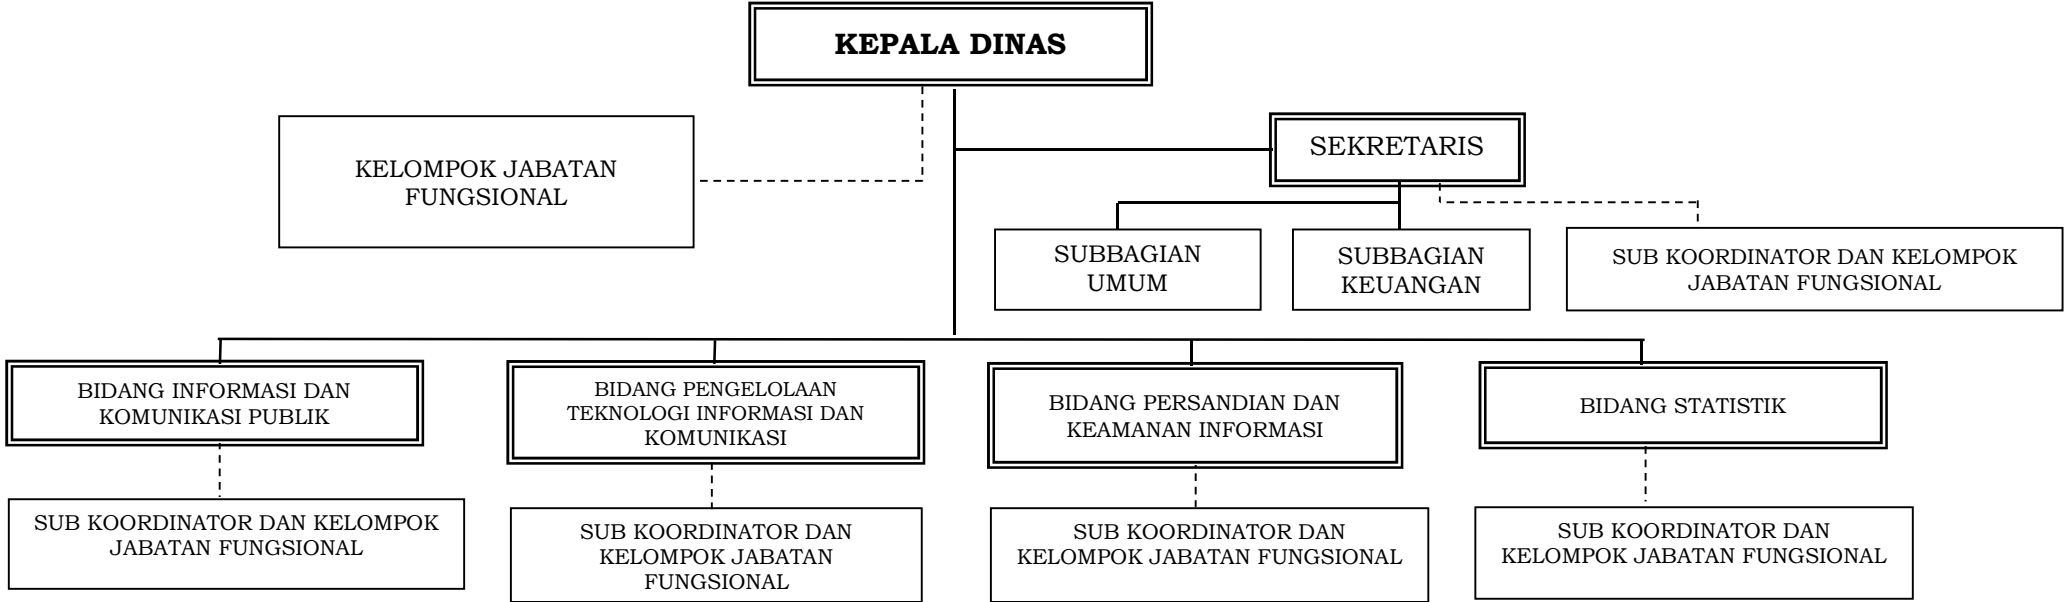 KEPALA DINAS
KELOMPOK JABATAN
FUNGSIONAL
SEKRETARIS
SUBBAGIAN
UMUM
SUBBAGIAN
KEUANGAN
SUB KOORDINATOR DAN KELOMPOK
JABATAN FUNGSIONAL
BIDANG INFORMASI DAN
KOMUNIKASI PUBLIK
BIDANG PENGELOLAAN
TEKNOLOGI INFORMASI DAN
KOMUNIKASI
BIDANG PERSANDIAN DAN
KEAMANAN INFORMASI
BIDANG STATISTIK
SUB KOORDINATOR DAN KELOMPOK
JABATAN FUNGSIONAL
SUB KOORDINATOR DAN
KELOMPOK JABATAN
FUNGSIONAL
SUB KOORDINATOR DAN
KELOMPOK JABATAN FUNGSIONAL
SUB KOORDINATOR DAN
KELOMPOK JABATAN FUNGSIONAL